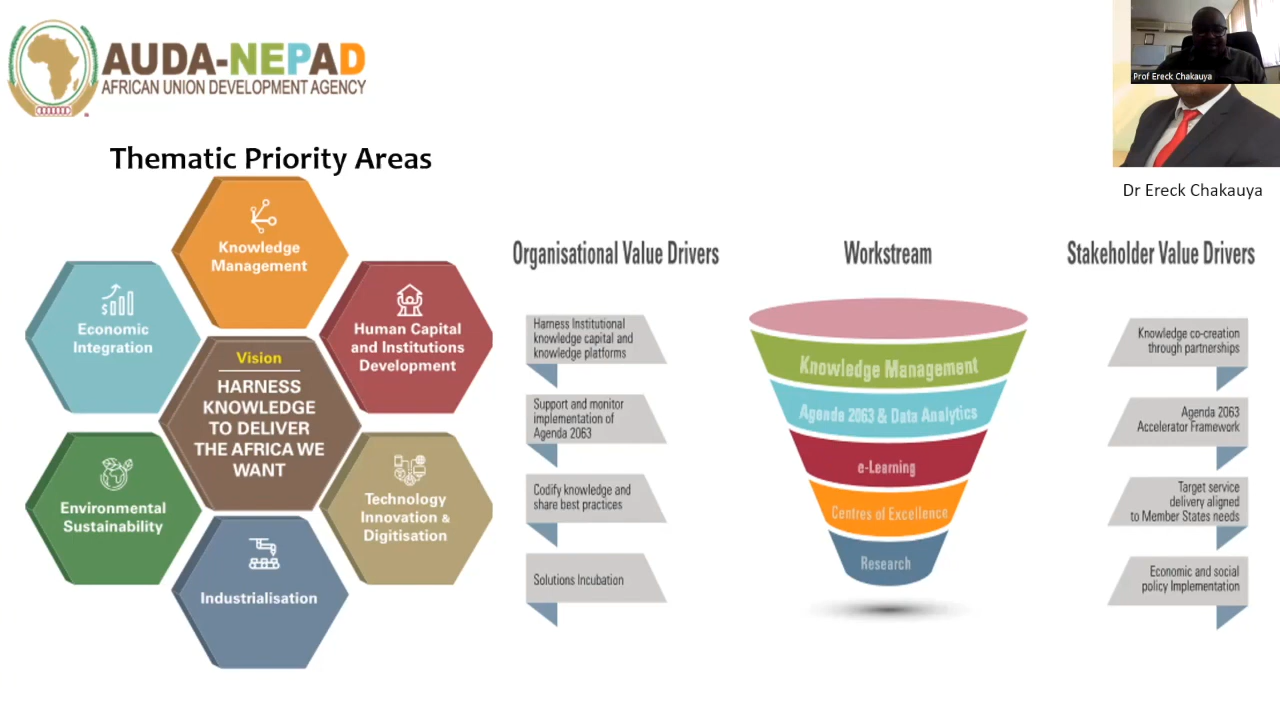 AUDA-NEPAD
AFRICAN UNION DEVELOPMENT AGENCY
Prof Ereck Chakauya
Dr Ereck Chakauya
Thematic Priority Areas
Knowledge
Management
Economic
Integration
Human Capital
and Institutions
Development
Vision
HARNESS
KNOWLEDGE
TO DELIVER
THE AFRICA WE
WANT
Environmental
Sustainability
Technology
Innovation &
Digitisation
Industrialisation
Organisational Value Drivers
Harness Institutional
knowledge capital and
knowledge platforms
Support and monitor
implementation of
Agenda 2063
Codify knowledge and
share best practices
Solutions Incubation
Workstream
Knowledge Management
Agenda 2063 & Data Analytics
e-Learning
Centres of Excellence
Research
Stakeholder Value Drivers
Knowledge co-creation
through partnerships
Agenda 2063
Accelerator Framework
Target service
delivery aligned
to Member States needs
Economic and social
policy Implementation